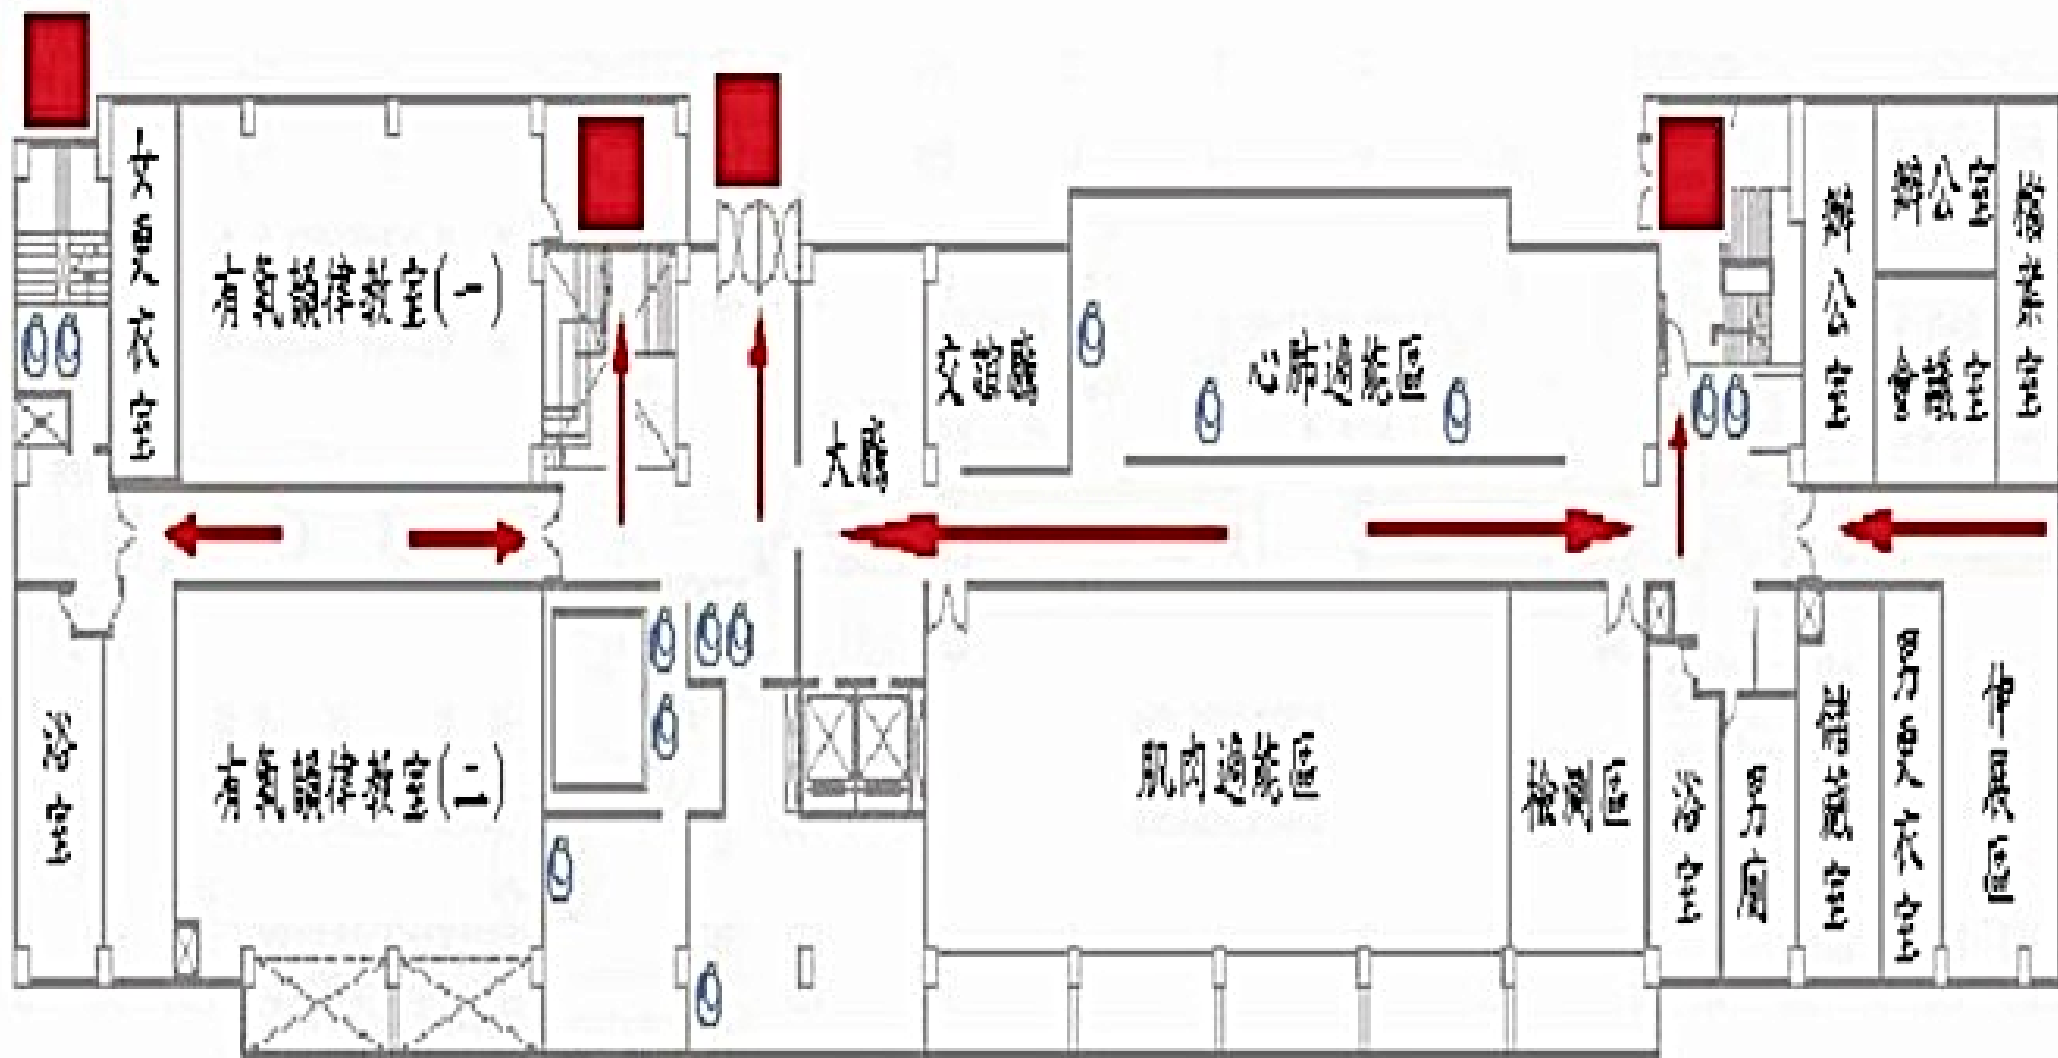 女更衣室
有氧韻律教室(一)
大廳
交誼廳
心肺適能區
辦公室
辦公室
會議室
檔案室
浴室
有氧韻律教室(二)
肌肉適能區
檢測區
浴室
男廁
儲藏室
男更衣室
伸展區